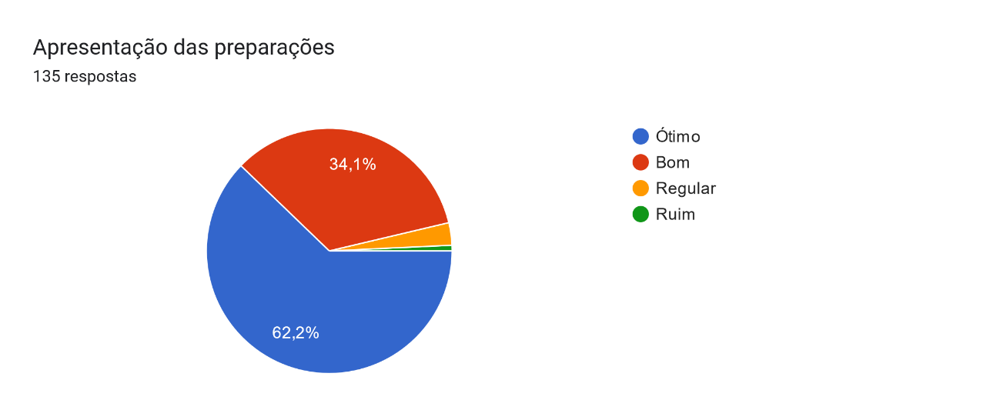 Apresentação das preparações
135 respostas
34,1%
62,2%
Ótimo
Bom
Regular
Ruim